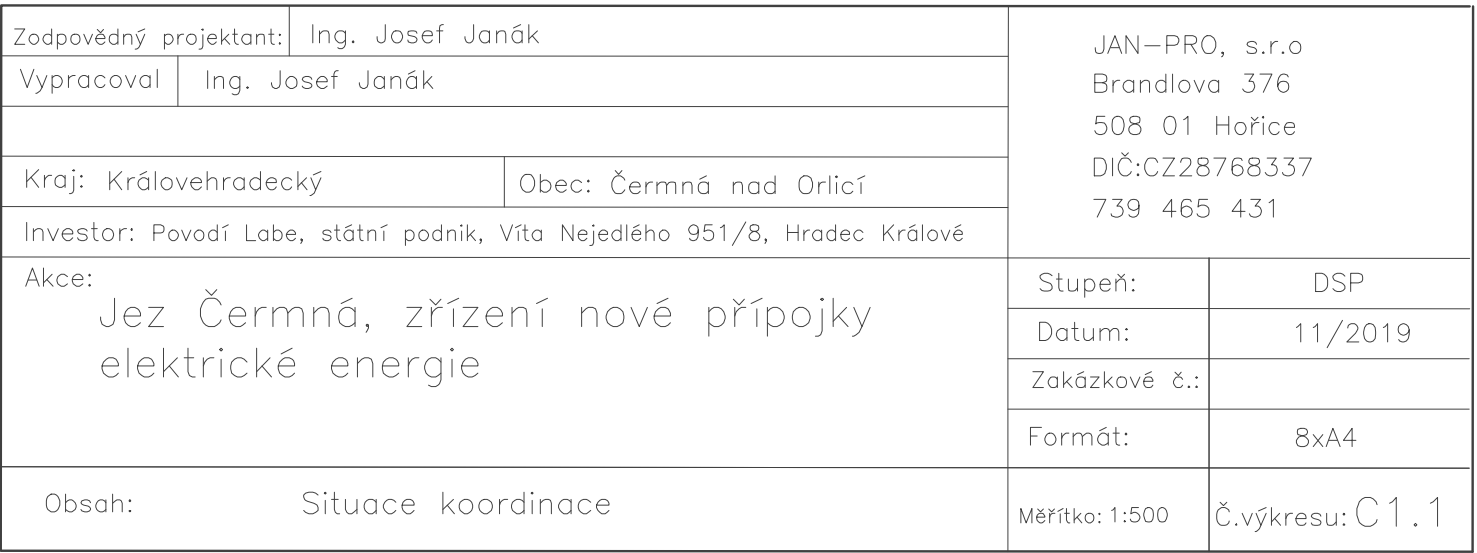 Zodpovědný projektant: Ing. Josef Janák
Vypracoval Ing. Josef Janák
Kraj: Královehradecký Obec: Čermná nad Orlicí
Investor: Povodí Labe, státní podnik, Víta Nejedlého 951/8, Hradec Králové
JAN-PRO, s.r.o
Brandlova 376
508 01 Hořice
DIČ:CZ28768337
739 465 431
Akce:
Jez Čermná, zřízení nové přípojky
elektrické energie
Stupeň: DSP
Datum: 11/2019
Zakázkové č.:
Formát: 8xA4
Obsah: Situace koordinace
Měřítko: 1:500 Č.výkresu: C1.1